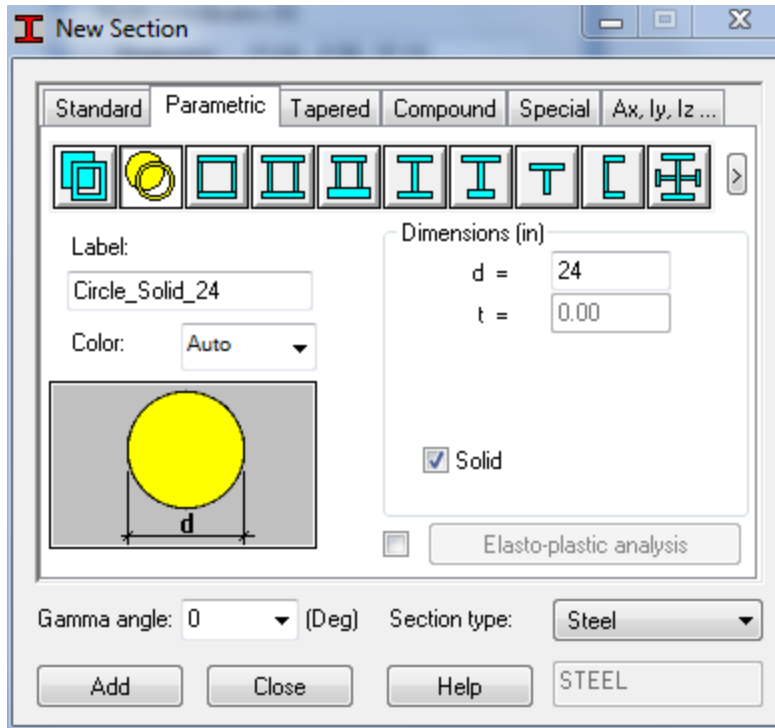 New Section
Standard Parametric Tapered Compound Special Ax, Iy, Iz ...
>
Label:
Circle_Solid_24
Color: Auto
Dimensions (in)
d = 24
t = 0.00
Solid
d
Elasto-plastic analysis
Gamma angle: 0 (Deg) Section type: Steel
Add Close Help STEEL